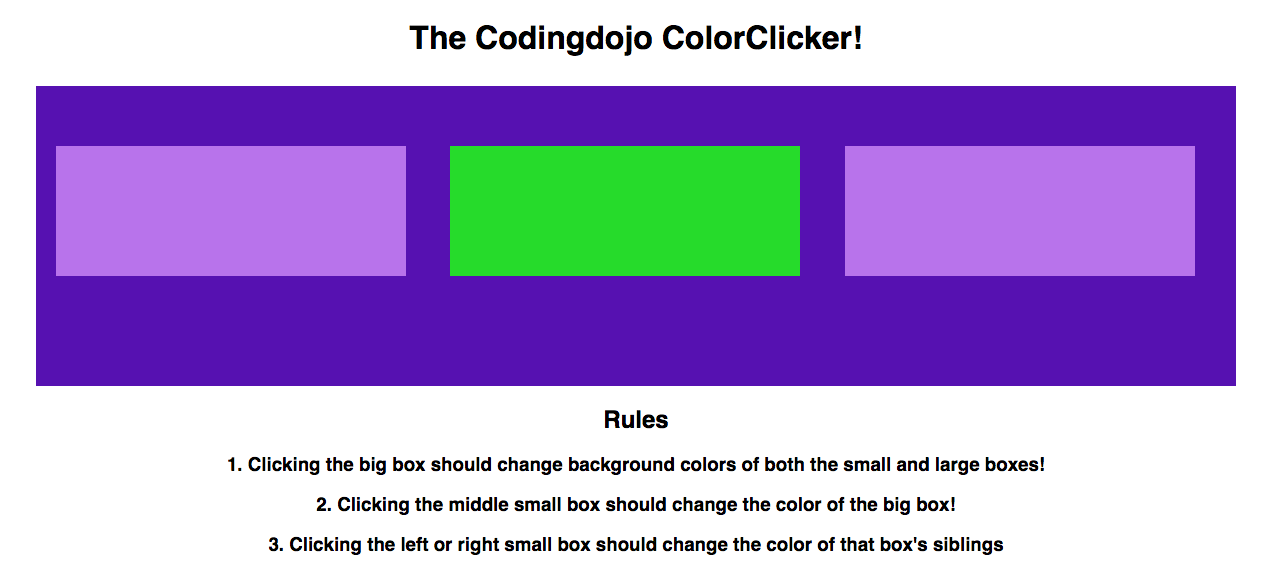 The Codingdojo ColorClicker!
Rules
1. Clicking the big box should change background colors of both the small and large boxes!
2. Clicking the middle small box should change the color of the big box!
3. Clicking the left or right small box should change the color of that box's siblings